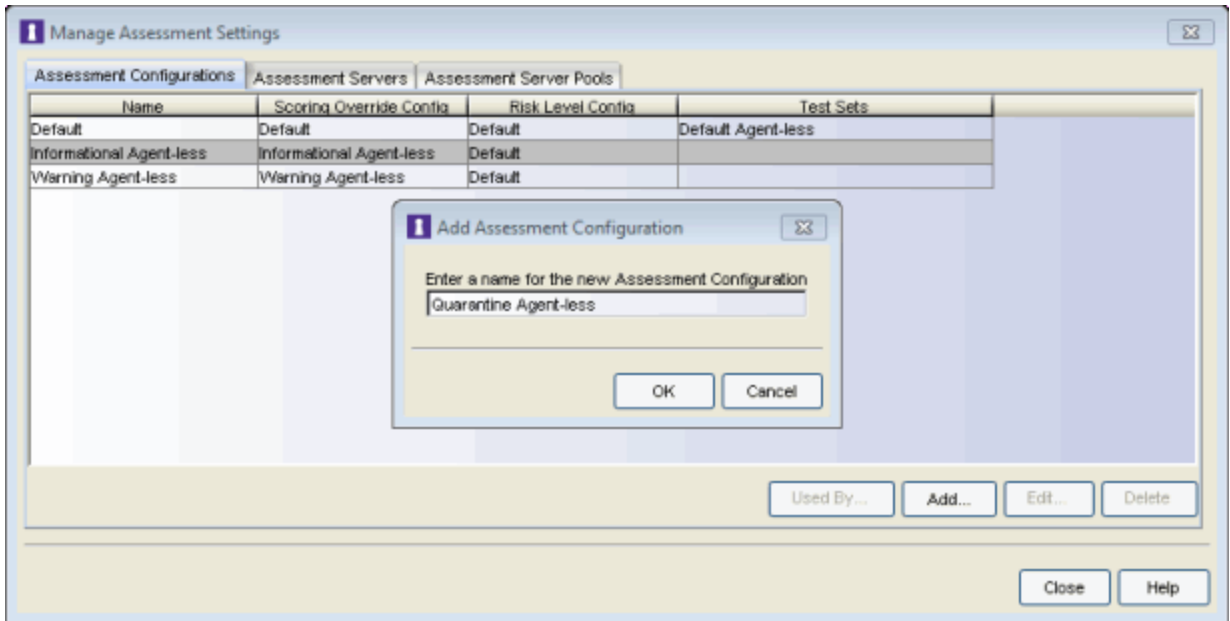 Manage Assessment Settings
Assessment Configurations Assessment Servers Assessment Server Pools
Name Scoring Override Config Risk Level Config Test Sets
Default Default Default Default Agent-less
Informational Agent-less Informational Agent-less Default
Warning Agent-less Warning Agent-less Default
Add Assessment Configuration
Enter a name for the new Assessment Configuration
Quarantine Agent-less
OK Cancel
Used By... Add... Edit... Delete
Close Help